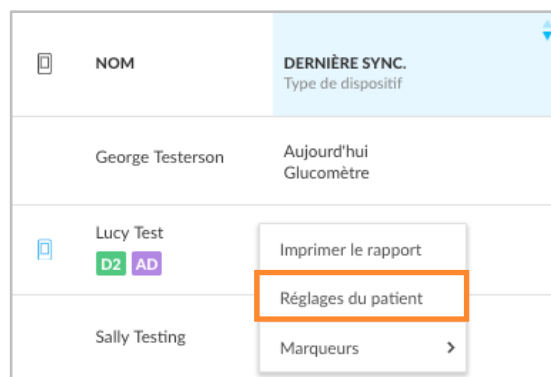 NOM
DERNIÈRE SYNC.
Type de dispositif
George Testerson
Aujourd'hui
Glucomètre
Lucy Test
D2 AD
Imprimer le rapport
Réglages du patient
Marqueurs
Sally Testing